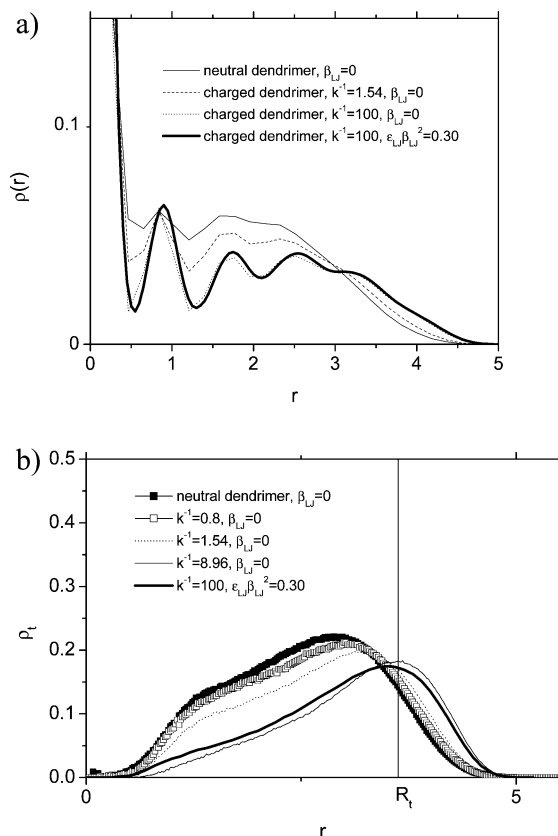 a)
neutral dendrimer, β_LJ=0
charged dendrimer, k⁻¹=1.54, β_LJ=0
charged dendrimer, k⁻¹=100, β_LJ=0
charged dendrimer, k⁻¹=100, ε_LJβ_LJ²=0.30
0.1
ρ(r)
0
0 1 2 3 4 5
r
b)
0.5
neutral dendrimer, β_LJ=0
k⁻¹=0.8, β_LJ=0
k⁻¹=1.54, β_LJ=0
k⁻¹=8.96, β_LJ=0
k⁻¹=100, ε_LJβ_LJ²=0.30
0.4
0.3
ρ_t
0.2
0.1
0.0
0 R_t 5
r